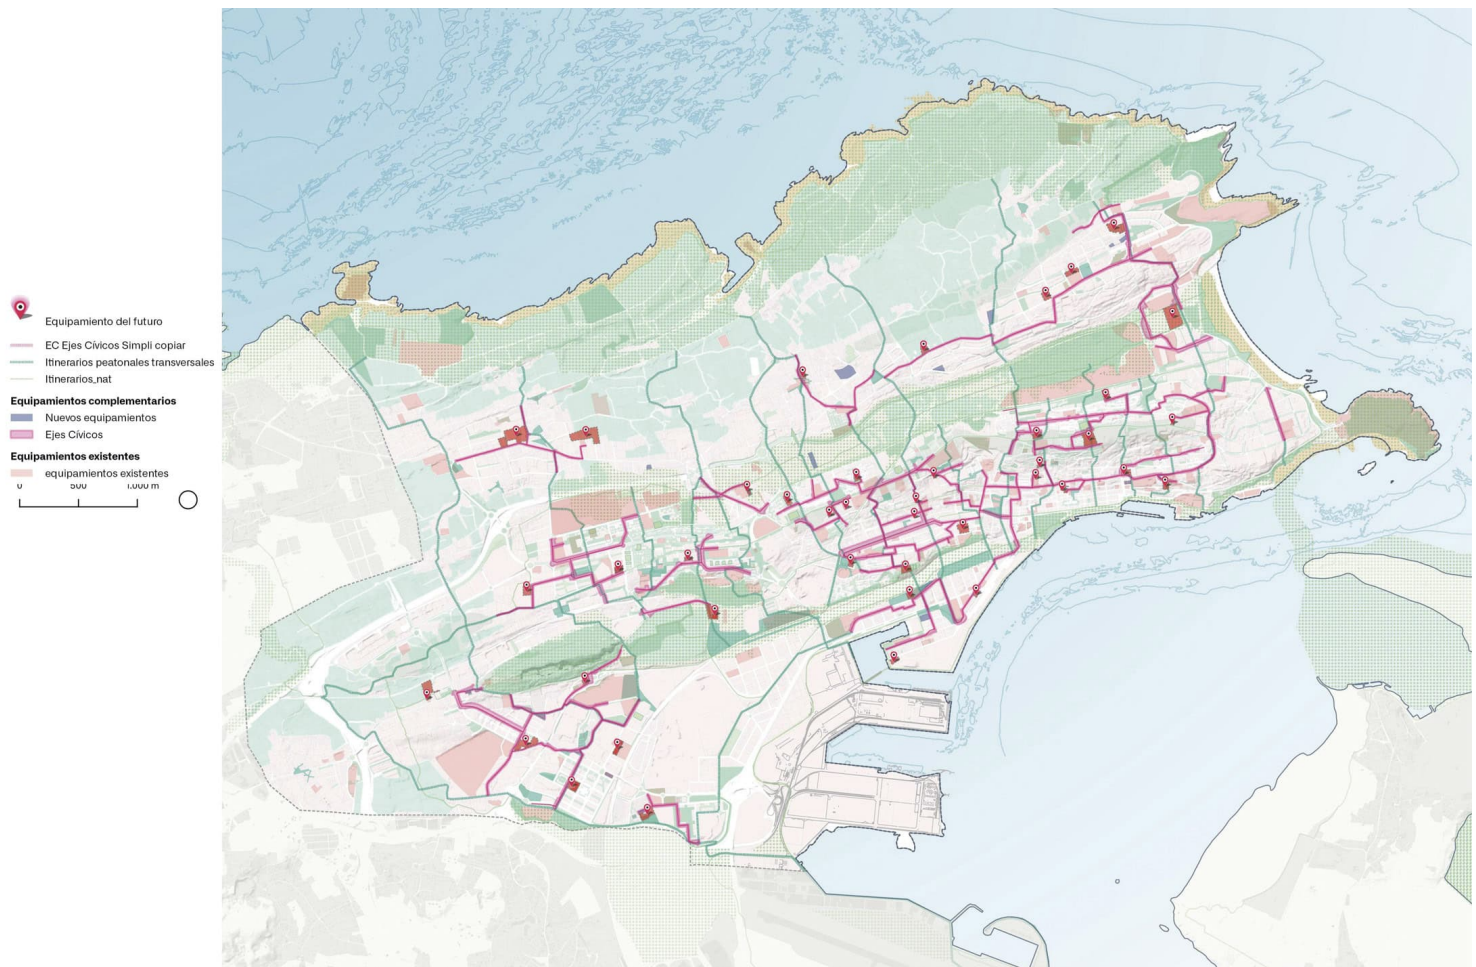 Equipamiento del futuro
EC Ejes Cívicos Simpli copiar
Itinerarios peatonales transversales
Itinerarios_nat
Equipamientos complementarios
Nuevos equipamientos
Ejes Cívicos
Equipamientos existentes
equipamientos existentes
0 500 1.000 m